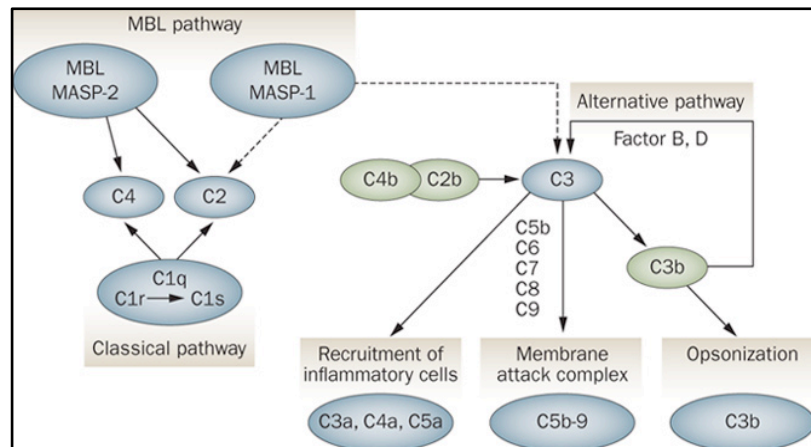 MBL pathway
MBL
MASP-2
MBL
MASP-1
Alternative pathway
Factor B, D
C4b
C2b
C3
C4
C2
C5b
C6
C7
C8
C9
C3b
C1q
C1r
C1s
Classical pathway
Recruitment of
inflammatory cells
Membrane
attack complex
Opsonization
C3a, C4a, C5a
C5b-9
C3b